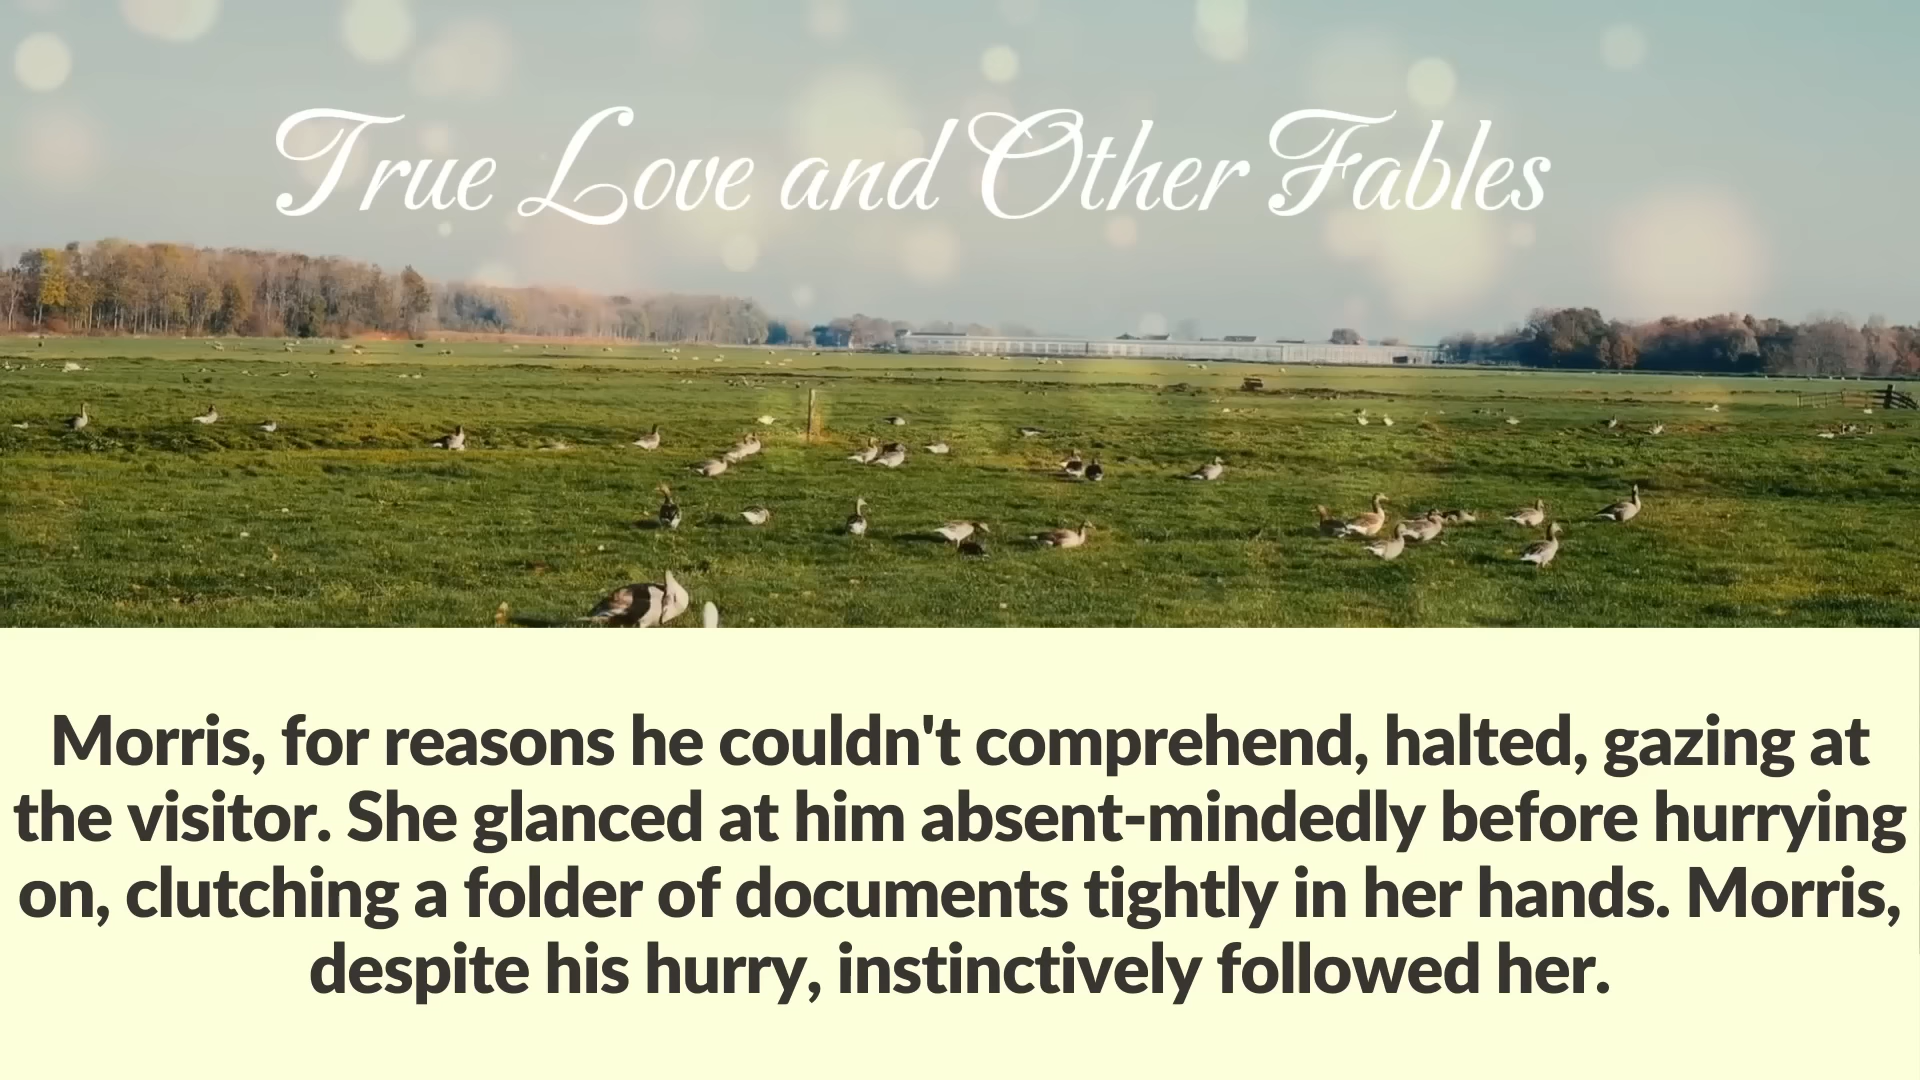 True Love and Other Fables
Morris, for reasons he couldn't comprehend, halted, gazing at
the visitor. She glanced at him absent-mindedly before hurrying
on, clutching a folder of documents tightly in her hands. Morris,
despite his hurry, instinctively followed her.